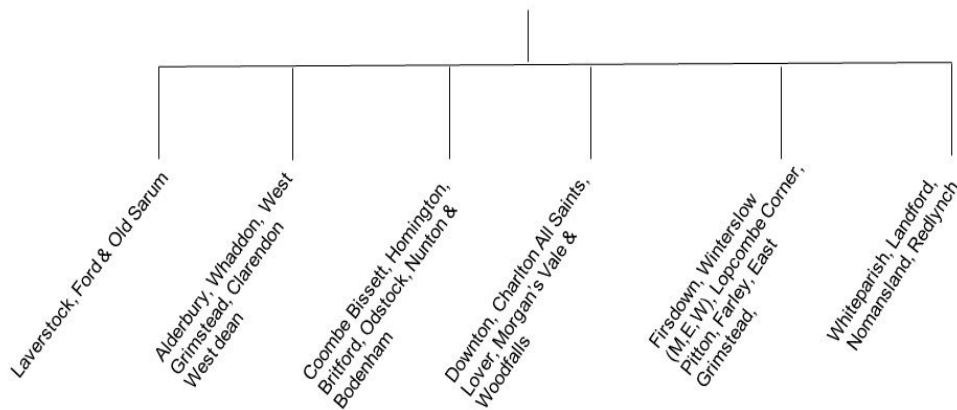 Laverstock, Ford & Old Sarum
Alderbury, Whaddon, West
Grimstead, Clarendon
West dean
Coombe Bissett, Homington,
Britford, Odstock, Nunton &
Bodenham
Downton, Charlton All Saints,
Lover, Morgan's Vale &
Woodfalls
Firsdown, Winterslow
(M,E,W), Lopcombe Corner,
Pitton, Farley, East
Grimstead,
Whiteparish, Landford,
Nomansland, Redlynch